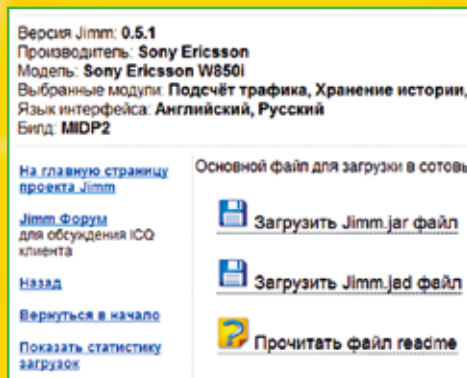 Версия Jimm: 0.5.1
Производитель: Sony Ericsson
Модель: Sony Ericsson W850i
Выбранные модули: Подсчёт трафика, Хранение истории,
Язык интерфейса: Английский, Русский
Билд: MIDP2
На главную страницу
проекта Jimm
Jimm Форум
для обсуждения ICQ
клиента
Назад
Вернуться в начало
Показать статистику
загрузок
Основной файл для загрузки в сотовы
Загрузить Jimm.jar файл
Загрузить Jimm.jad файл
Прочитать файл readme